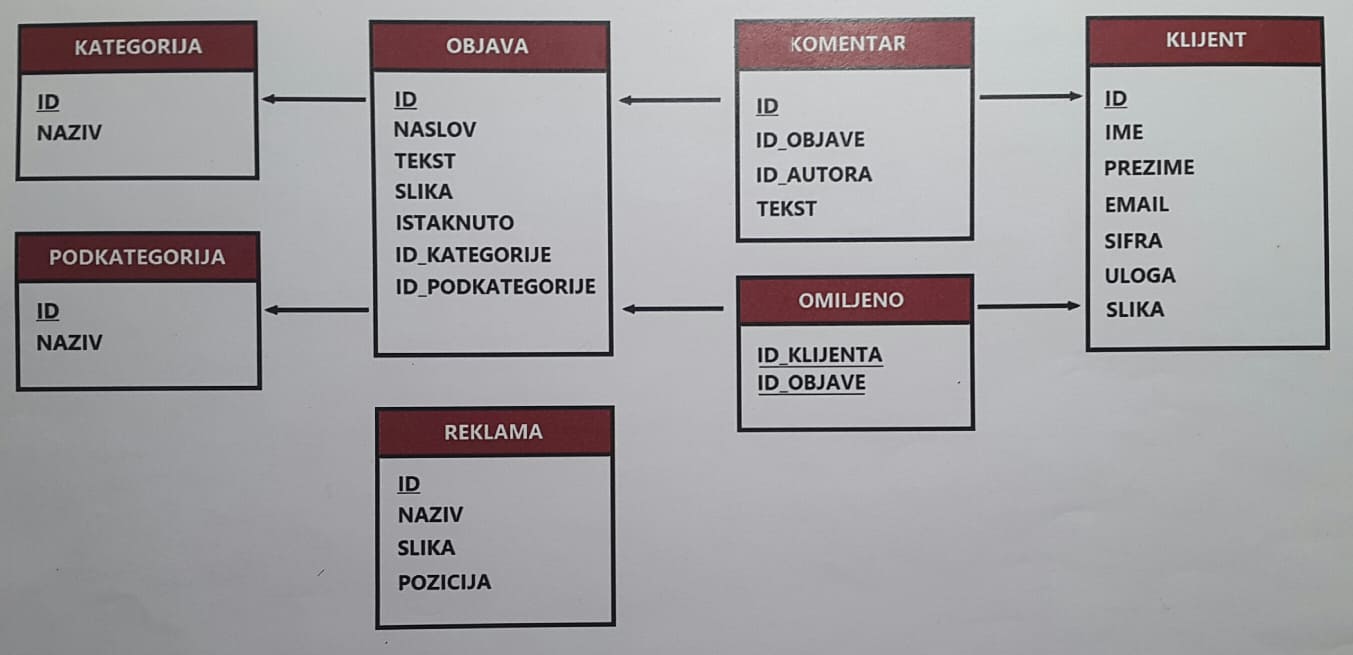 KATEGORIJA
ID
NAZIV
PODKATEGORIJA
ID
NAZIV
OBJAVA
ID
NASLOV
TEKST
SLIKA
ISTAKNUTO
ID_KATEGORIJE
ID_PODKATEGORIJE
REKLAMA
ID
NAZIV
SLIKA
POZICIJA
KOMENTAR
ID
ID_OBJAVE
ID_AUTORA
TEKST
OMILJENO
ID_KLIJENTA
ID_OBJAVE
KLIJENT
ID
IME
PREZIME
EMAIL
SIFRA
ULOGA
SLIKA